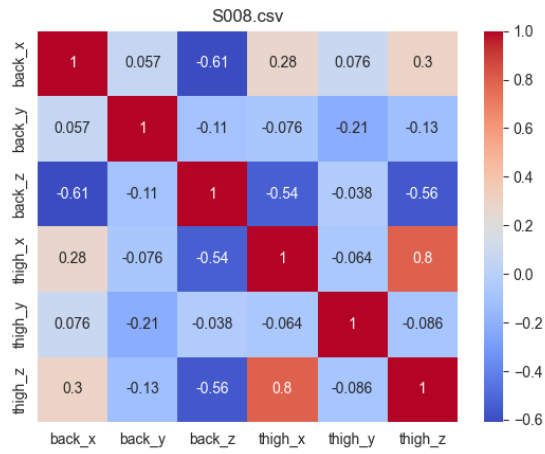 S008.csv
back_x 1 0.057 -0.61 0.28 0.076 0.3
back_y 0.057 1 -0.11 -0.076 -0.21 -0.13
back_z -0.61 -0.11 1 -0.54 -0.038 -0.56
thigh_x 0.28 -0.076 -0.54 1 -0.064 0.8
thigh_y 0.076 -0.21 -0.038 -0.064 1 -0.086
thigh_z 0.3 -0.13 -0.56 0.8 -0.086 1
back_x back_y back_z thigh_x thigh_y thigh_z
1.0
0.8
0.6
0.4
0.2
0.0
-0.2
-0.4
-0.6